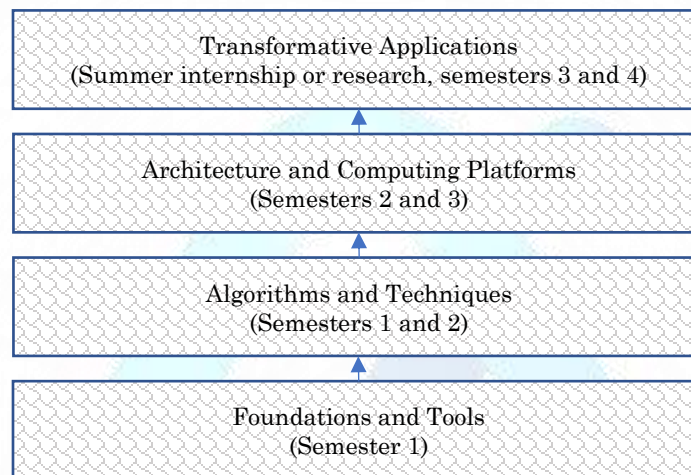 Transformative Applications
(Summer internship or research, semesters 3 and 4)
Architecture and Computing Platforms
(Semesters 2 and 3)
Algorithms and Techniques
(Semesters 1 and 2)
Foundations and Tools
(Semester 1)